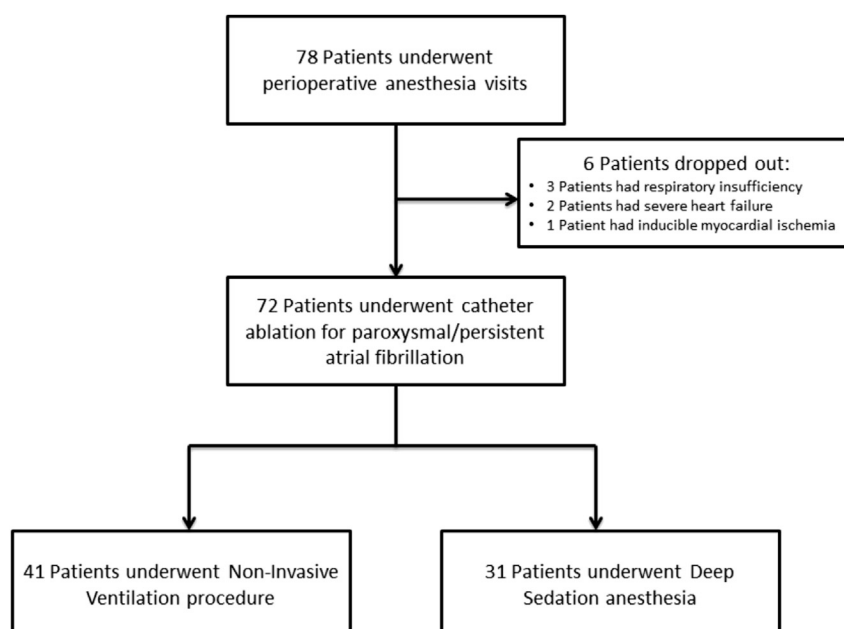 78 Patients underwent
perioperative anesthesia visits
6 Patients dropped out:
• 3 Patients had respiratory insufficiency
• 2 Patients had severe heart failure
• 1 Patient had inducible myocardial ischemia
72 Patients underwent catheter
ablation for paroxysmal/persistent
atrial fibrillation
41 Patients underwent Non-Invasive
Ventilation procedure
31 Patients underwent Deep
Sedation anesthesia